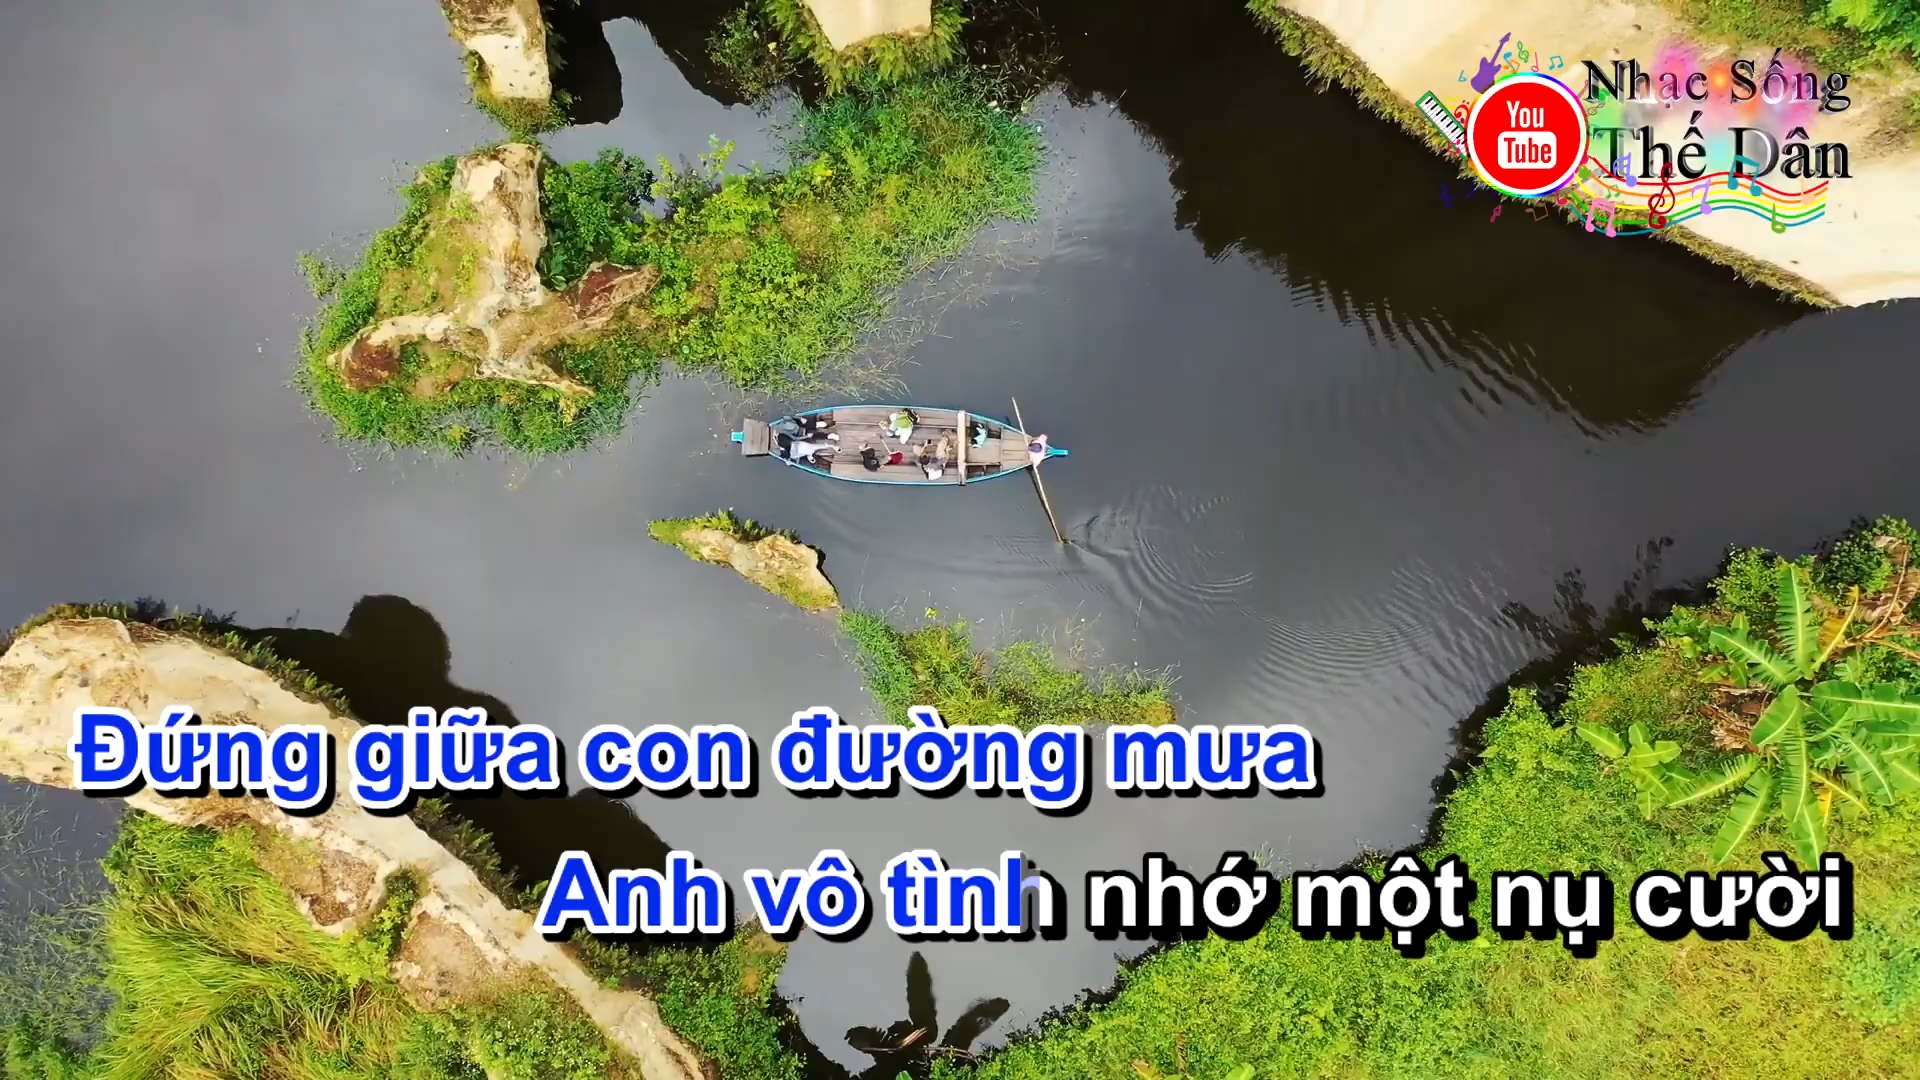 Nhạc Sống
Thế Dân
You
Tube
Đứng giữa con đường mưa
Anh vô tình nhớ một nụ cười